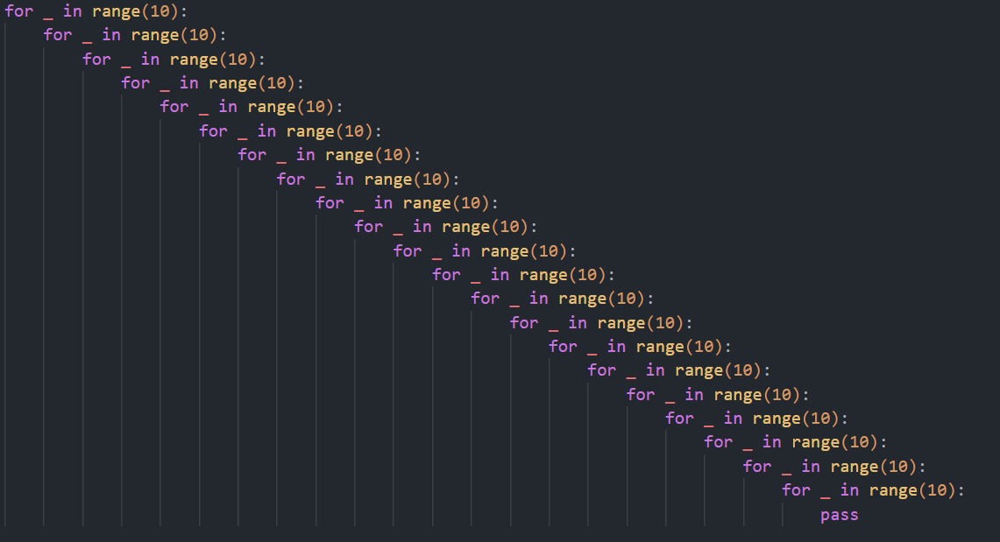 for _ in range(10):
    for _ in range(10):
        for _ in range(10):
            for _ in range(10):
                for _ in range(10):
                    for _ in range(10):
                        for _ in range(10):
                            for _ in range(10):
                                for _ in range(10):
                                    for _ in range(10):
                                        for _ in range(10):
                                            for _ in range(10):
                                                for _ in range(10):
                                                    for _ in range(10):
                                                        for _ in range(10):
                                                            for _ in range(10):
                                                                for _ in range(10):
                                                                    for _ in range(10):
                                                                        for _ in range(10):
                                                                            for _ in range(10):
                                                                                for _ in range(10):
                                                                                    pass